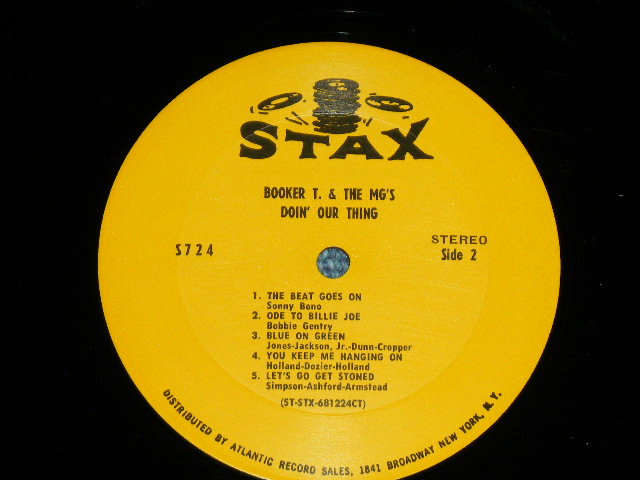 STAX
BOOKER T. & THE MG'S
DOIN' OUR THING
S724
STEREO
Side 2
1. THE BEAT GOES ON
Sonny Bono
2. ODE TO BILLIE JOE
Bobbie Gentry
3. BLUE ON GREEN
Jones-Jackson, Jr.-Dunn-Cropper
4. YOU KEEP ME HANGING ON
Holland-Dozier-Holland
5. LET'S GO GET STONED
Simpson-Ashford-Armstead
(ST-STX-681224CT)
DISTRIBUTED BY ATLANTIC RECORD SALES, 1841 BROADWAY NEW YORK, N.Y.